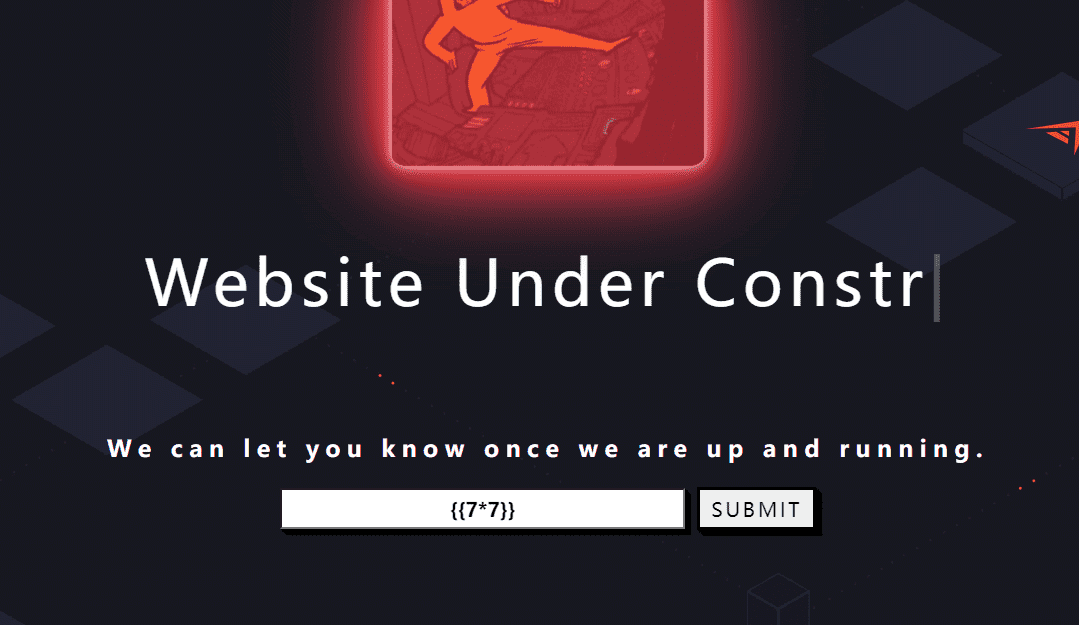 Website Under Constr
We can let you know once we are up and running.
{{7*7}}
SUBMIT